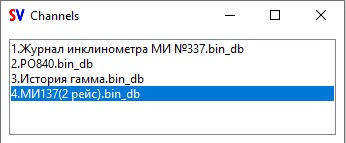 SV Channels
1.Журнал инклинометра МИ №337.bin_db
2.РО840.bin_db
3.История гамма.bin_db
4.МИ137(2 рейс).bin_db